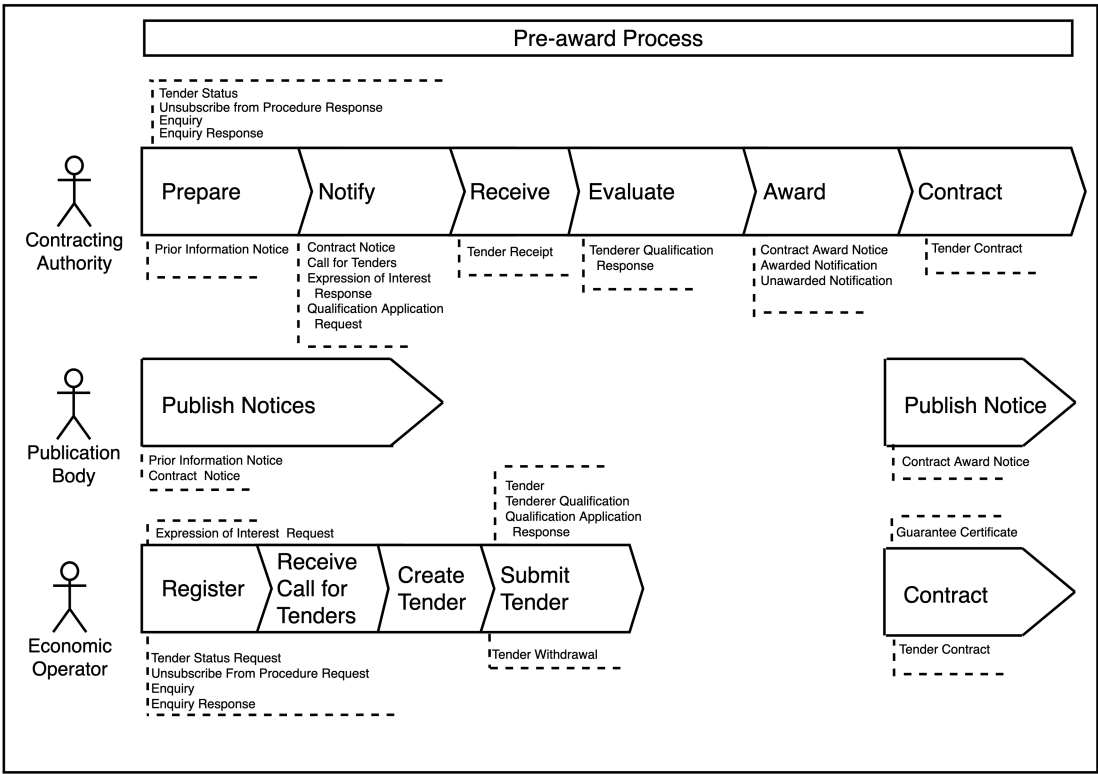 Pre-award Process
Tender Status
Unsubscribe from Procedure Response
Enquiry
Enquiry Response
Contracting
Authority
Prepare
Notify
Receive
Evaluate
Award
Contract
Prior Information Notice
Contract Notice
Call for Tenders
Expression of Interest
Response
Qualification Application
Request
Tender Receipt
Tenderer Qualification
Response
Contract Award Notice
Awarded Notification
Unawarded Notification
Tender Contract
Publication
Body
Publish Notices
Publish Notice
Prior Information Notice
Contract Notice
Contract Award Notice
Economic
Operator
Expression of Interest Request
Tender
Tenderer Qualification
Qualification Application
Response
Guarantee Certificate
Register
Receive
Call for
Tenders
Create
Tender
Submit
Tender
Contract
Tender Status Request
Unsubscribe From Procedure Request
Enquiry
Enquiry Response
Tender Withdrawal
Tender Contract